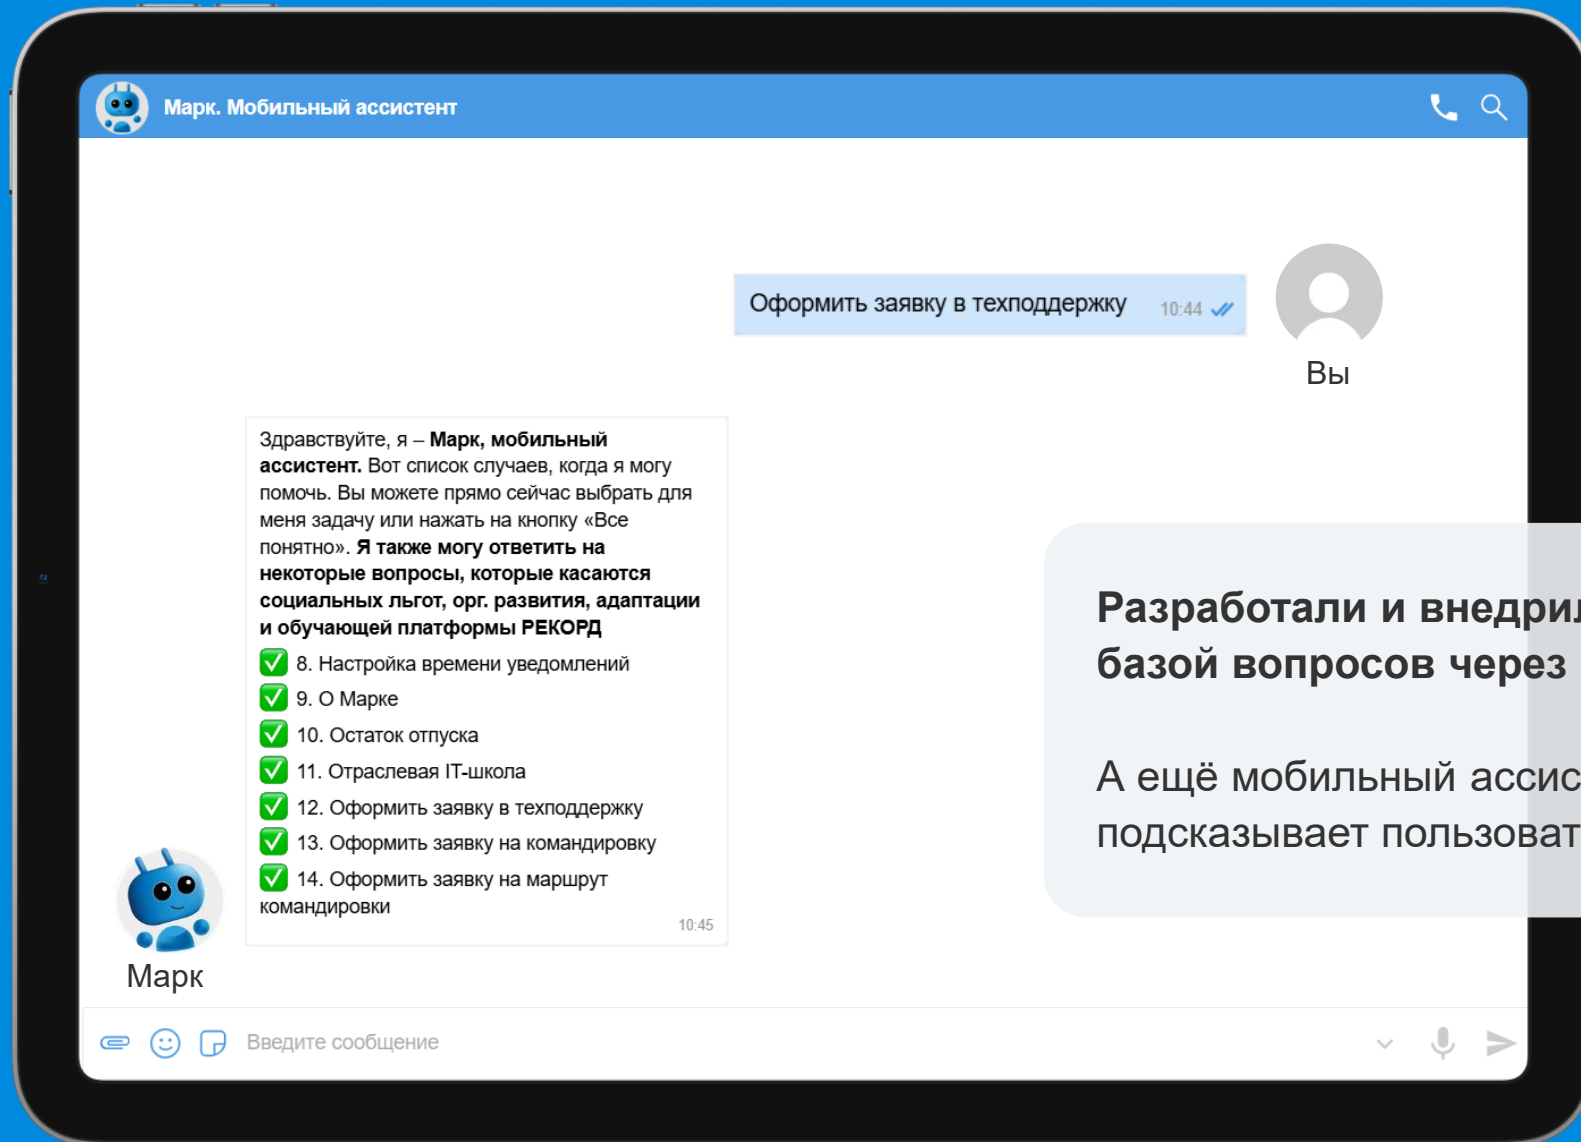 Марк. Мобильный ассистент
Оформить заявку в техподдержку 10:44
Вы
Здравствуйте, я – Марк, мобильный
ассистент. Вот список случаев, когда я могу
помочь. Вы можете прямо сейчас выбрать для
меня задачу или нажать на кнопку «Все
понятно». Я также могу ответить на
некоторые вопросы, которые касаются
социальных льгот, орг. развития, адаптации
и обучающей платформы РЕКОРД
8. Настройка времени уведомлений
9. О Марке
10. Остаток отпуска
11. Отраслевая IT-школа
12. Оформить заявку в техподдержку
13. Оформить заявку на командировку
14. Оформить заявку на маршрут
командировки
10:45
Марк
Разработали и
базой вопросов через
А ещё мобильный
подсказывает
Введите сообщение